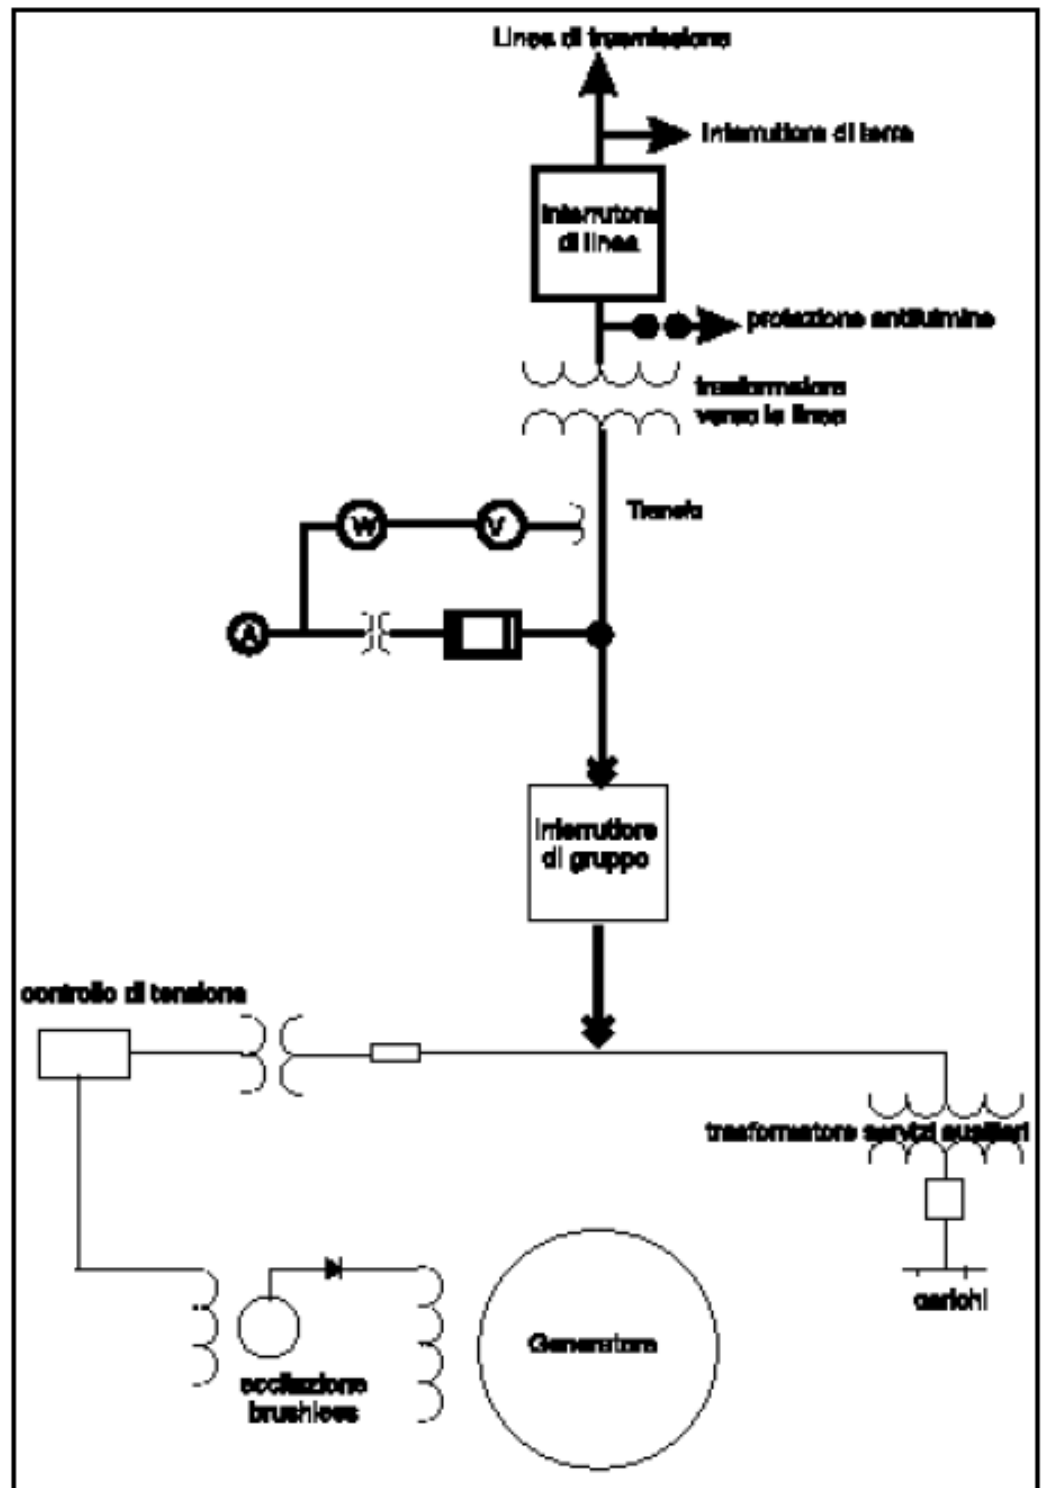 Linea di trasmissione
interruttore di terra
interrutore
di linea
protezione antifulmine
trasformatore
verso la linea
W
V
A
interruttore
di gruppo
controllo di tensione
trasformatore servizi ausiliari
carichi
Generatore
eccitazione
brushless